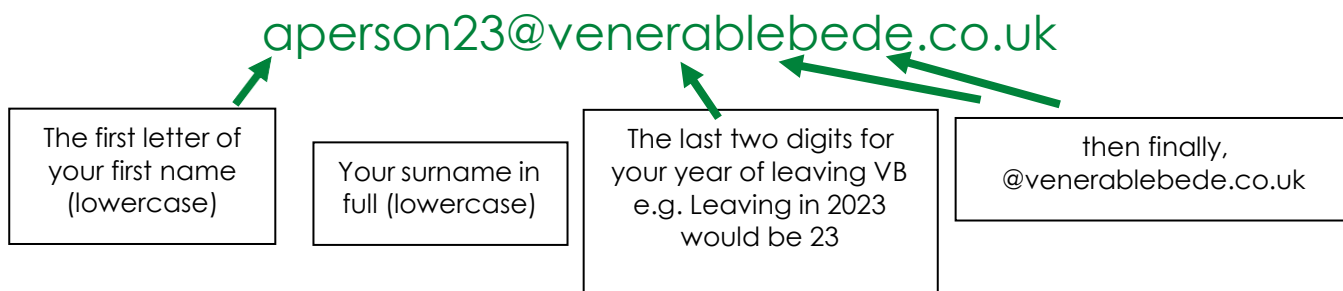 aperson23@venerablebede.co.uk
The first letter of
your first name
(lowercase)
Your surname in
full (lowercase)
The last two digits for
your year of leaving VB
e.g. Leaving in 2023
would be 23
then finally,
@venerablebede.co.uk